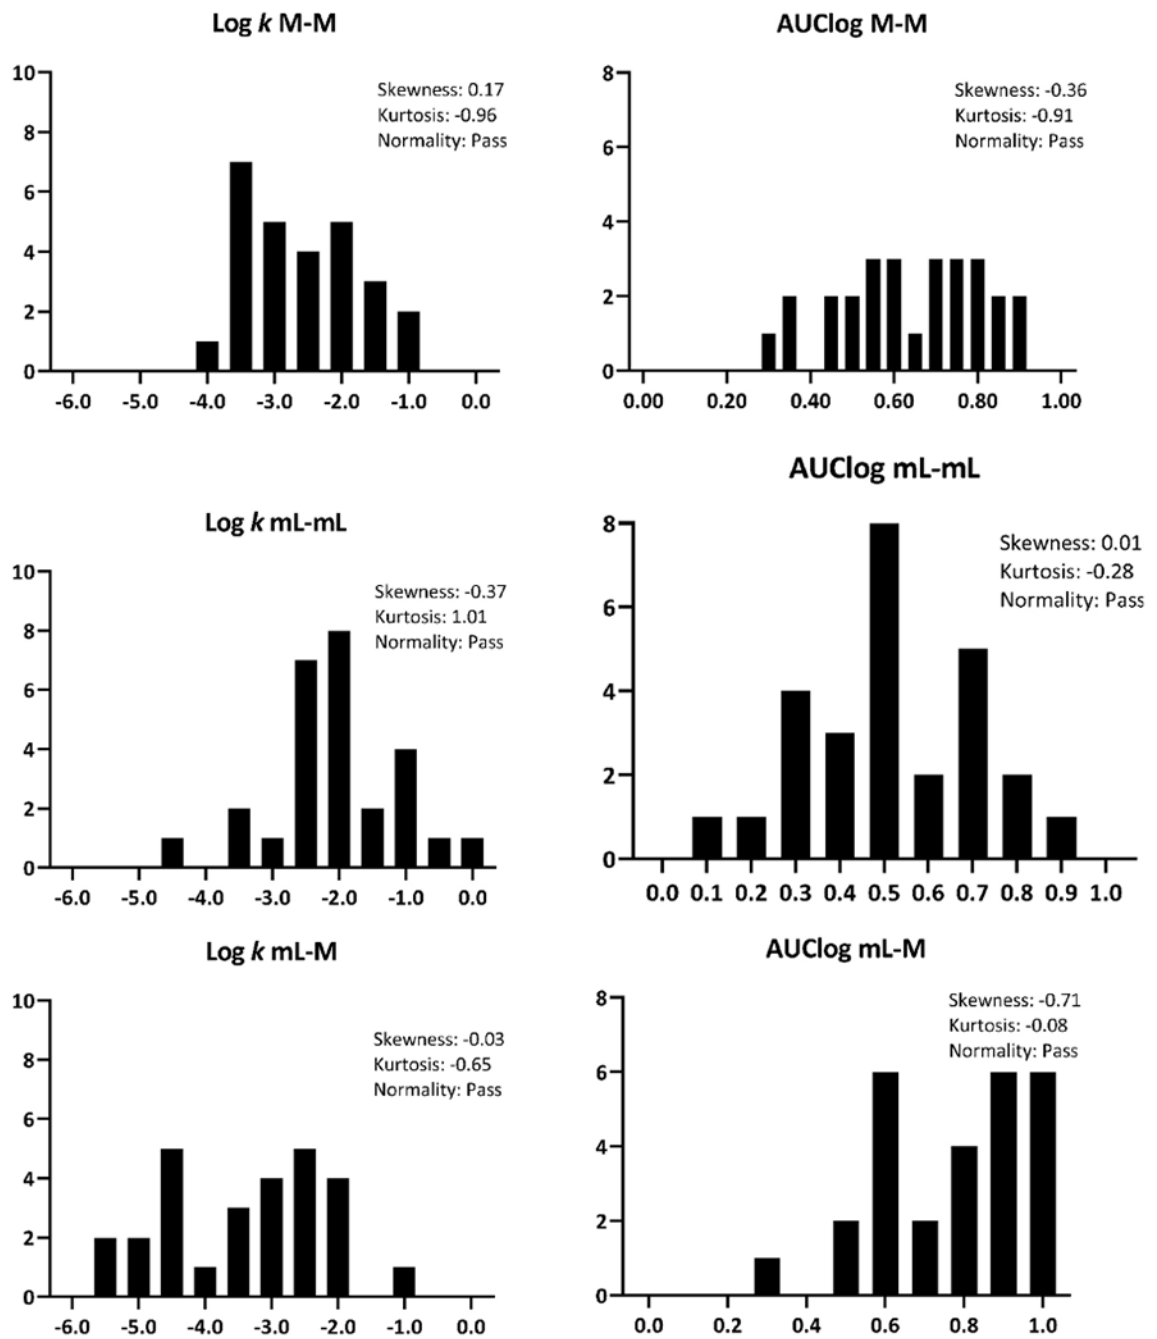 Log k M-M
Skewness: 0.17
Kurtosis: -0.96
Normality: Pass
10
8
6
4
2
0
-6.0 -5.0 -4.0 -3.0 -2.0 -1.0 0.0
AUClog M-M
Skewness: -0.36
Kurtosis: -0.91
Normality: Pass
8
6
4
2
0
0.00 0.20 0.40 0.60 0.80 1.00
Log k mL-mL
Skewness: -0.37
Kurtosis: 1.01
Normality: Pass
10
8
6
4
2
0
-6.0 -5.0 -4.0 -3.0 -2.0 -1.0 0.0
AUClog mL-mL
Skewness: 0.01
Kurtosis: -0.28
Normality: Pass
8
6
4
2
0
0.0 0.1 0.2 0.3 0.4 0.5 0.6 0.7 0.8 0.9 1.0
Log k mL-M
Skewness: -0.03
Kurtosis: -0.65
Normality: Pass
10
8
6
4
2
0
-6.0 -5.0 -4.0 -3.0 -2.0 -1.0 0.0
AUClog mL-M
Skewness: -0.71
Kurtosis: -0.08
Normality: Pass
8
6
4
2
0
0.0 0.2 0.4 0.6 0.8 1.0